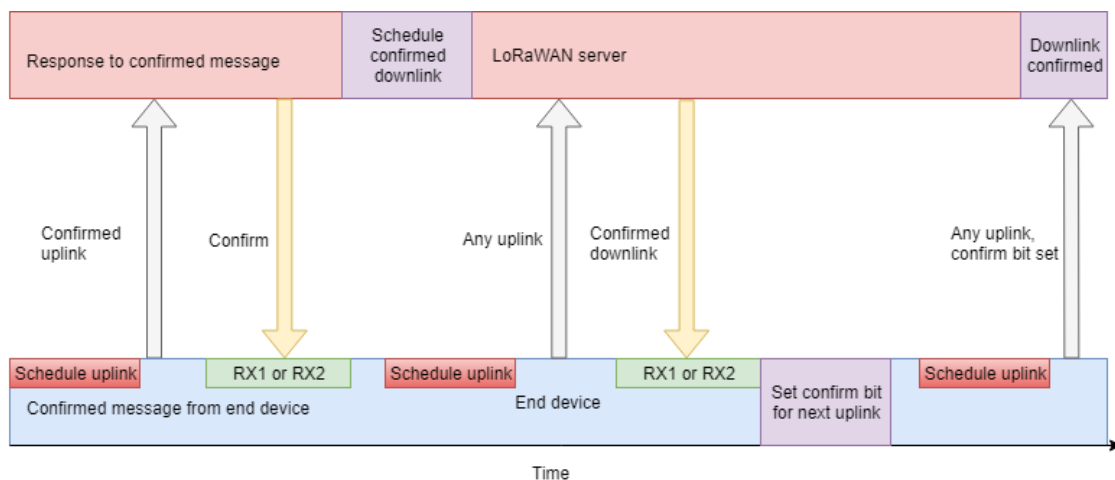 Response to confirmed message
Schedule
confirmed
downlink
LoRaWAN server
Downlink
confirmed
Confirmed
uplink
Confirm
Any uplink
Confirmed
downlink
Any uplink,
confirm bit set
Schedule uplink
RX1 or RX2
Schedule uplink
RX1 or RX2
Schedule uplink
Confirmed message from end device
End device
Set confirm bit
for next uplink
Time